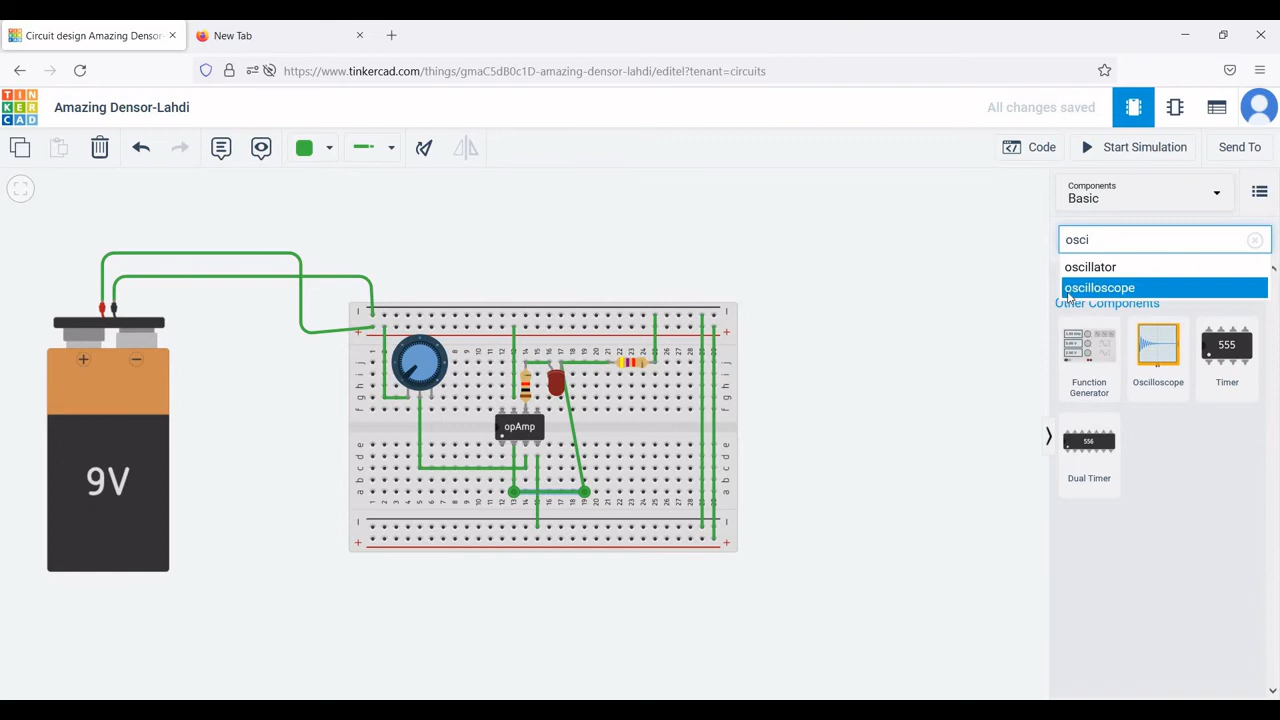 Circuit design Amazing Densor-
New Tab
https://www.tinkercad.com/things/gmaC5dB0c1D-amazing-densor-lahdi/editel?tenant=circuits
TIN
KER
CAD
Amazing Densor-Lahdi
All changes saved
Code
Start Simulation
Send To
Components
Basic
osci
oscillator
oscilloscope
Other Components
Function
Generator
Oscilloscope
555
Timer
556
Dual Timer
9V
opAmp